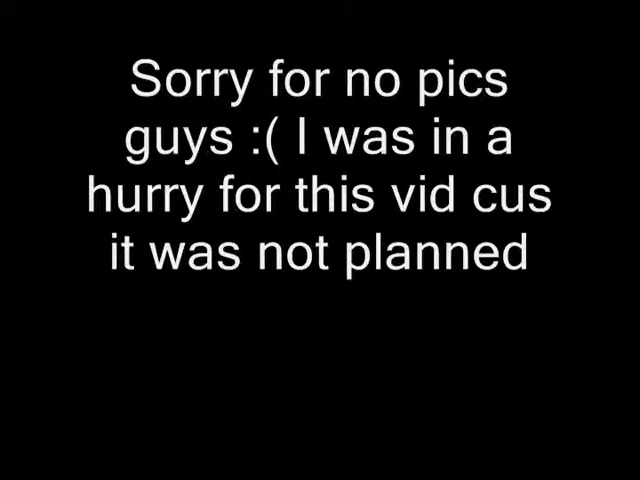 Sorry for no pics
guys :( I was in a
hurry for this vid cus
it was not planned